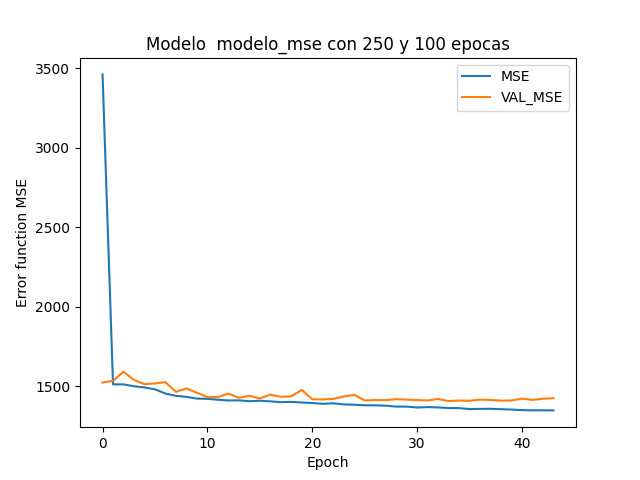 Modelo  modelo_mse con 250 y 100 epocas
MSE
VAL_MSE
Error function MSE
3500
3000
2500
2000
1500
0 10 20 30 40
Epoch